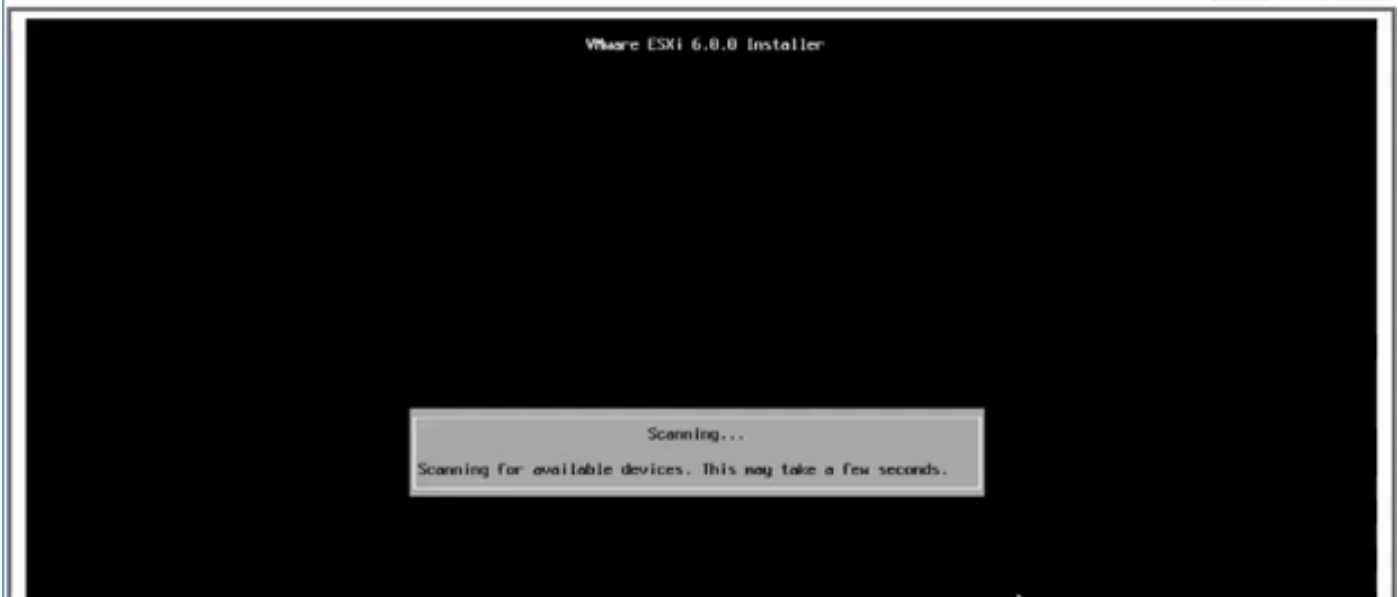 VMware ESXi 6.0.0 Installer
Scanning...
Scanning for available devices. This may take a few seconds.